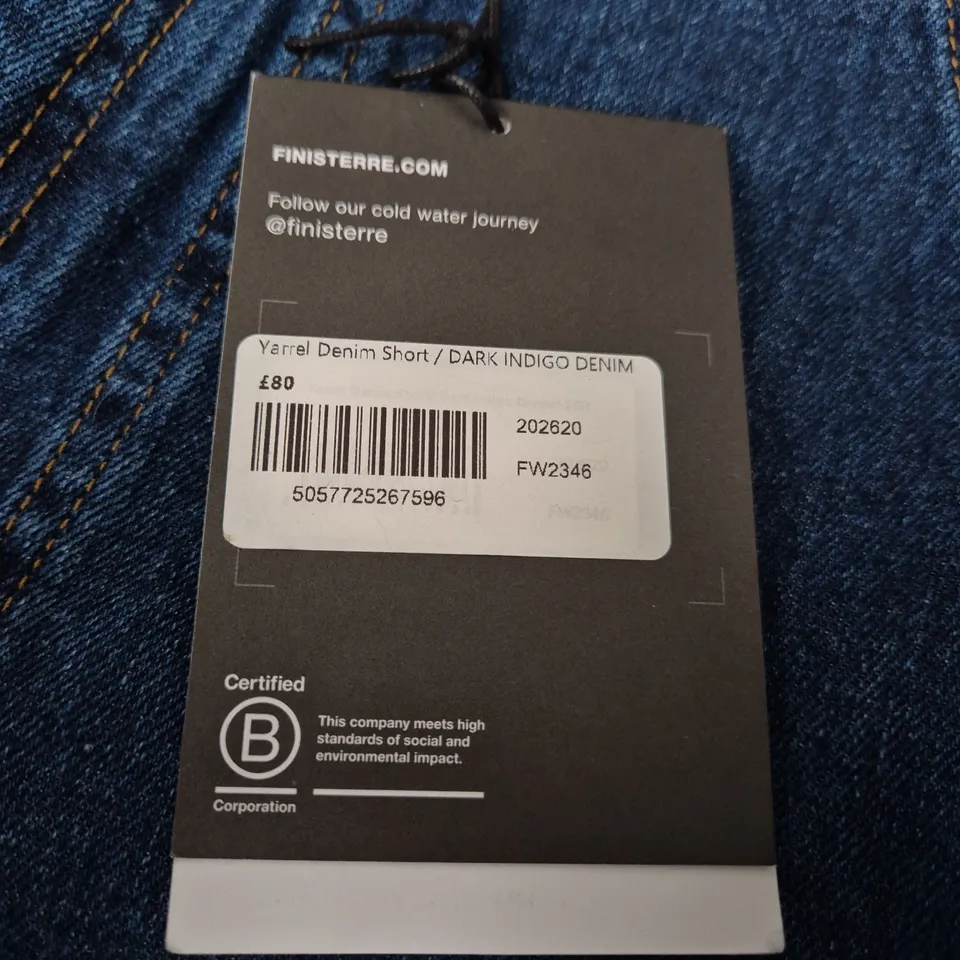 FINISTERRE.COM
Follow our cold water journey
@finisterre
Yarrel Denim Short / DARK INDIGO DENIM
£80
202620
FW2346
5057725267596
FW2346
Certified
B
This company meets high
standards of social and
environmental impact.
Corporation